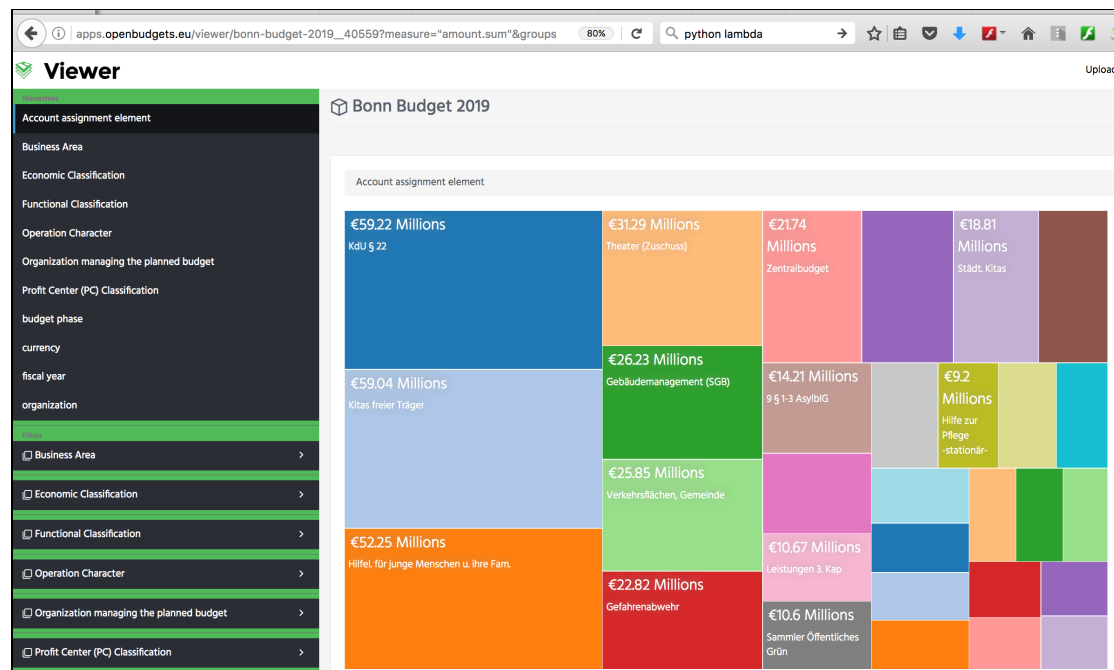 apps.openbudgets.eu/viewer/bonn-budget-2019__40559?measure="amount.sum"&groups
80%
python lambda
Viewer
Upload
Hierarchies
Account assignment element
Business Area
Economic Classification
Functional Classification
Operation Character
Organization managing the planned budget
Profit Center (PC) Classification
budget phase
currency
fiscal year
organization
Filters
Business Area
Economic Classification
Functional Classification
Operation Character
Organization managing the planned budget
Profit Center (PC) Classification
Bonn Budget 2019
Account assignment element
€59.22 Millions
KdU § 22
€59.04 Millions
Kitas freier Träger
€52.25 Millions
Hilfel. für junge Menschen u. ihre Fam.
€31.29 Millions
Theater (Zuschuss)
€26.23 Millions
Gebäudemanagement (SGB)
€25.85 Millions
Verkehrsflächen, Gemeinde
€22.82 Millions
Gefahrenabwehr
€21.74
Millions
Zentralbudget
€14.21 Millions
9 § 1-3 AsylbIG
€10.67 Millions
Leistungen 3. Kap
€10.6 Millions
Sammler Öffentliches
Grün
€18.81
Millions
Städt. Kitas
€9.2
Millions
Hilfe zur
Pflege
-stationär-